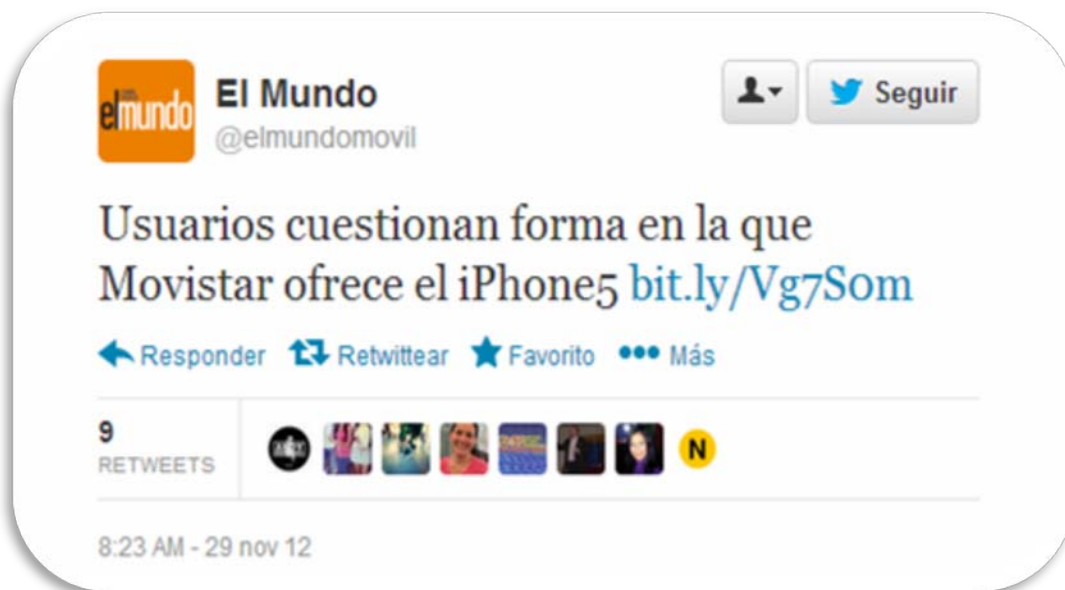 elmundo
El Mundo
@elmundomovil
Seguir
Usuarios cuestionan forma en la que
Movistar ofrece el iPhone5 bit.ly/Vg7S0m
Responder Retwittear Favorito Más
9
RETWEETS
N
8:23 AM - 29 nov 12